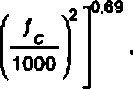 (f_c / 1000)^2 ]^0.69 .